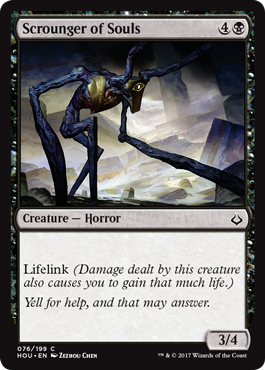 Scrounger of Souls 4
Creature — Horror
Lifelink (Damage dealt by this creature
also causes you to gain that much life.)
Yell for help, and that may answer.
3/4
076/199 C
HOU • EN ZEZHOU CHEN
™ & © 2017 Wizards of the Coast